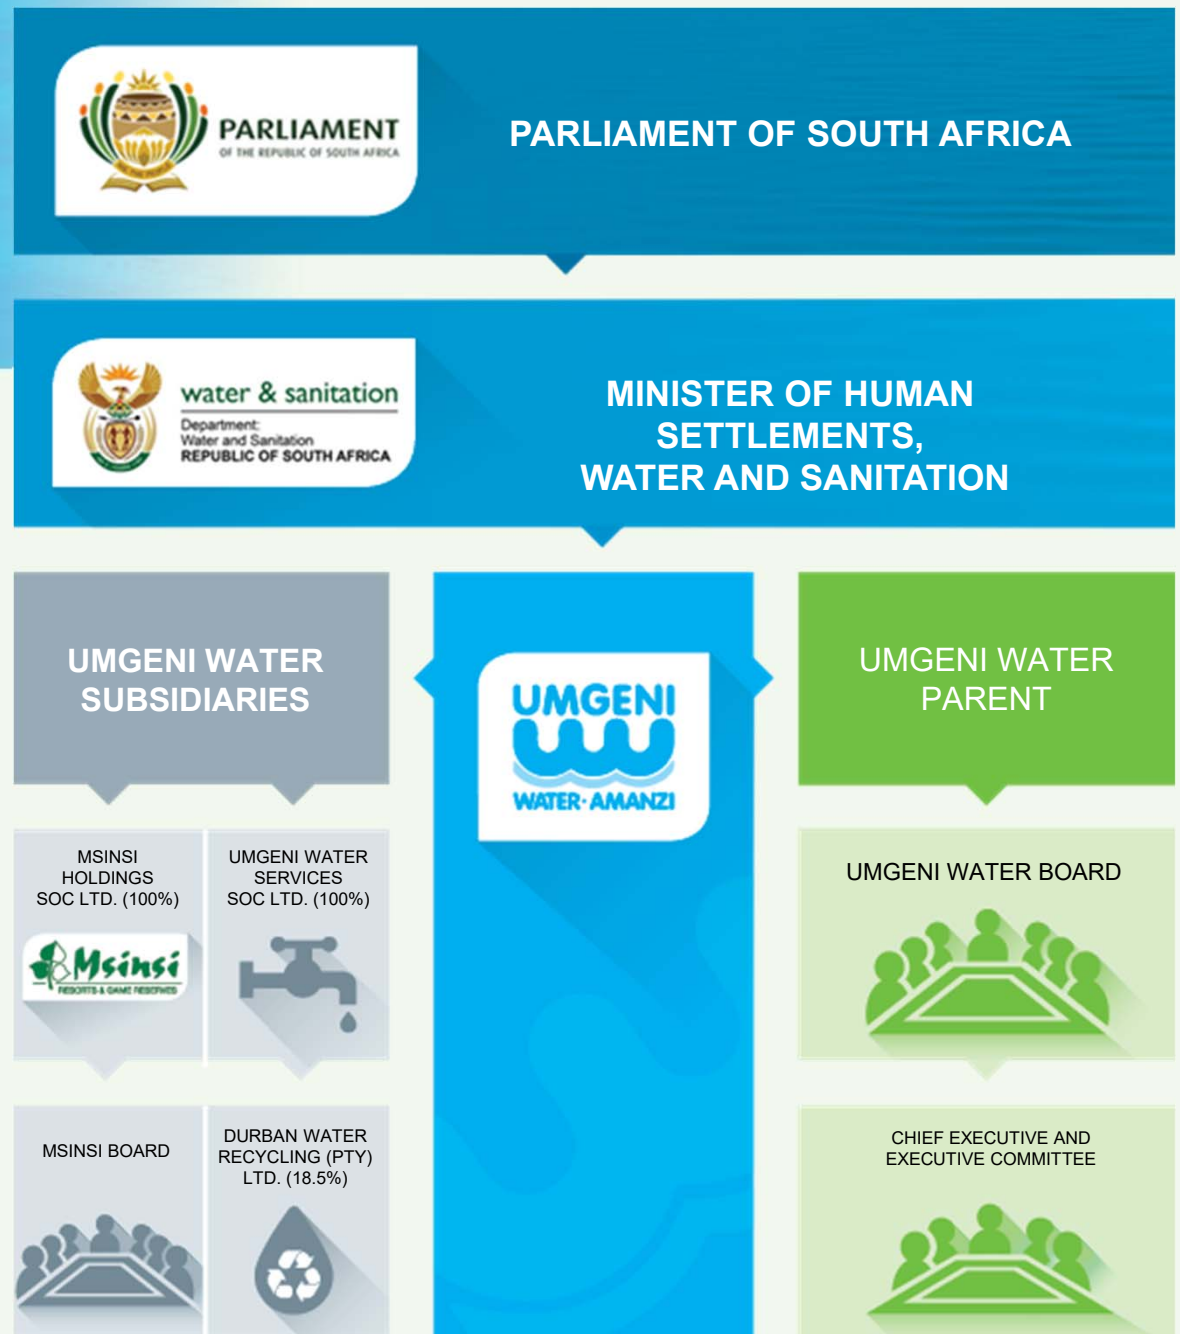 PARLIAMENT
OF THE REPUBLIC OF SOUTH AFRICA
PARLIAMENT OF SOUTH AFRICA
water & sanitation
Department:
Water and Sanitation
REPUBLIC OF SOUTH AFRICA
MINISTER OF HUMAN
SETTLEMENTS,
WATER AND SANITATION
UMGENI WATER
SUBSIDIARIES
UMGENI
WATER·AMANZI
UMGENI WATER
PARENT
MSINSI
HOLDINGS
SOC LTD. (100%)
Msinsi
RESORTS & GAME RESERVES
UMGENI WATER
SERVICES
SOC LTD. (100%)
UMGENI WATER BOARD
MSINSI BOARD
DURBAN WATER
RECYCLING (PTY)
LTD. (18.5%)
CHIEF EXECUTIVE AND
EXECUTIVE COMMITTEE